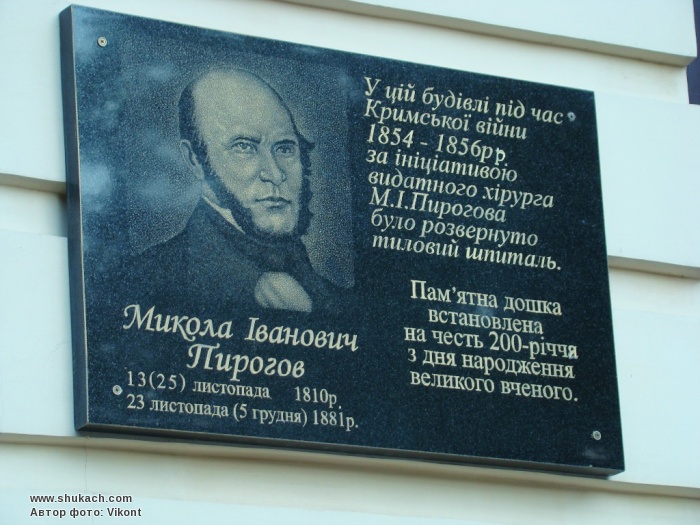 У цій будівлі під час
Кримської війни
1854 - 1856рр.
за ініціативою
видатного хірурга
М.І.Пирогова
було розвернуто
тиловий шпиталь.
Пам'ятна дошка
встановлена
на честь 200-річчя
з дня народження
великого вченого.
Микола Іванович
Пирогов
13(25) листопада 1810р.
23 листопада (5 грудня) 1881р.
www.shukach.com
Автор фото: Vikont